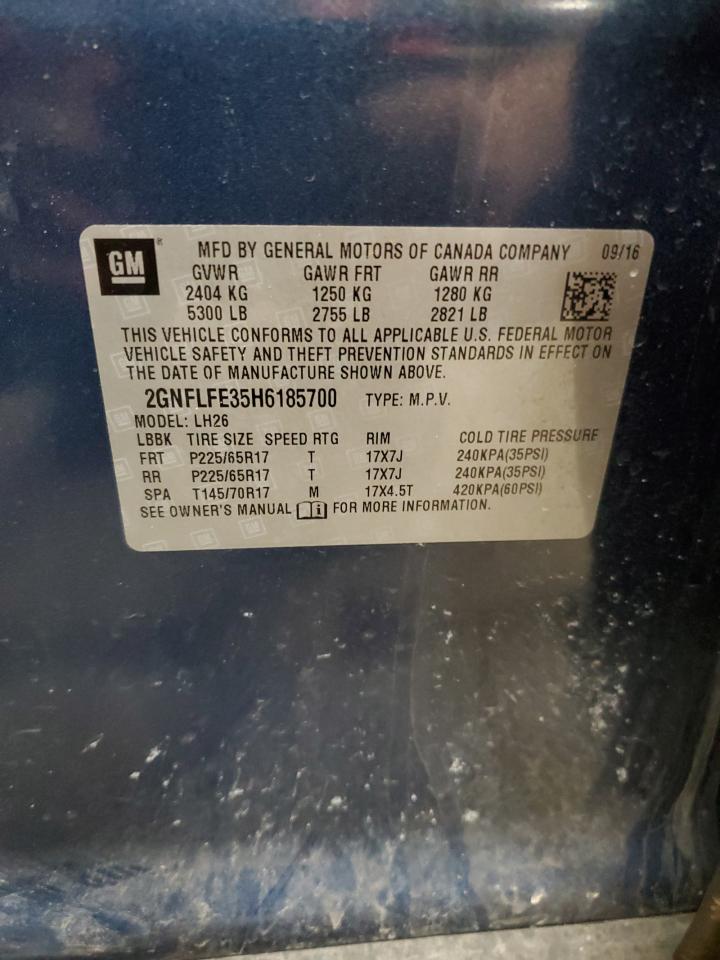 GM ® MFD BY GENERAL MOTORS OF CANADA COMPANY 09/16
GVWR GAWR FRT GAWR RR
2404 KG 1250 KG 1280 KG
5300 LB 2755 LB 2821 LB
THIS VEHICLE CONFORMS TO ALL APPLICABLE U.S. FEDERAL MOTOR
VEHICLE SAFETY AND THEFT PREVENTION STANDARDS IN EFFECT ON
THE DATE OF MANUFACTURE SHOWN ABOVE.
2GNFLFE35H6185700 TYPE: M.P.V.
MODEL: LH26
LBBK TIRE SIZE SPEED RTG RIM COLD TIRE PRESSURE
FRT P225/65R17 T 17X7J 240KPA(35PSI)
RR P225/65R17 T 17X7J 240KPA(35PSI)
SPA T145/70R17 M 17X4.5T 420KPA(60PSI)
SEE OWNER'S MANUAL i FOR MORE INFORMATION.